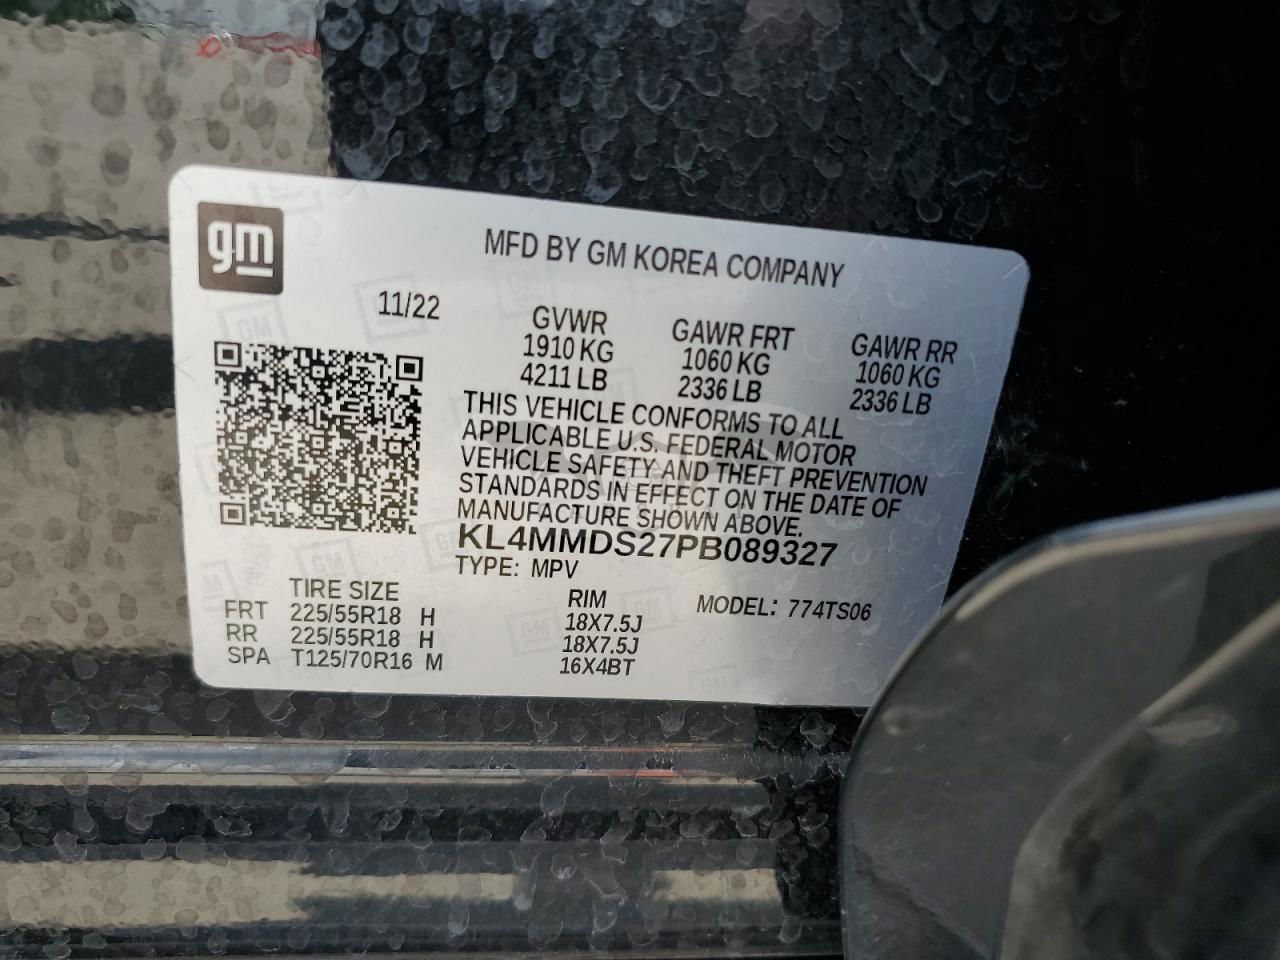 gm
MFD BY GM KOREA COMPANY
11/22
GVWR GAWR FRT GAWR RR
1910 KG 1060 KG 1060 KG
4211 LB 2336 LB 2336 LB
THIS VEHICLE CONFORMS TO ALL
APPLICABLE U.S. FEDERAL MOTOR
VEHICLE SAFETY AND THEFT PREVENTION
STANDARDS IN EFFECT ON THE DATE OF
MANUFACTURE SHOWN ABOVE.
KL4MMDS27PB089327
TYPE: MPV
TIRE SIZE RIM MODEL: 774TS06
FRT 225/55R18 H 18X7.5J
RR 225/55R18 H 18X7.5J
SPA T125/70R16 M 16X4BT